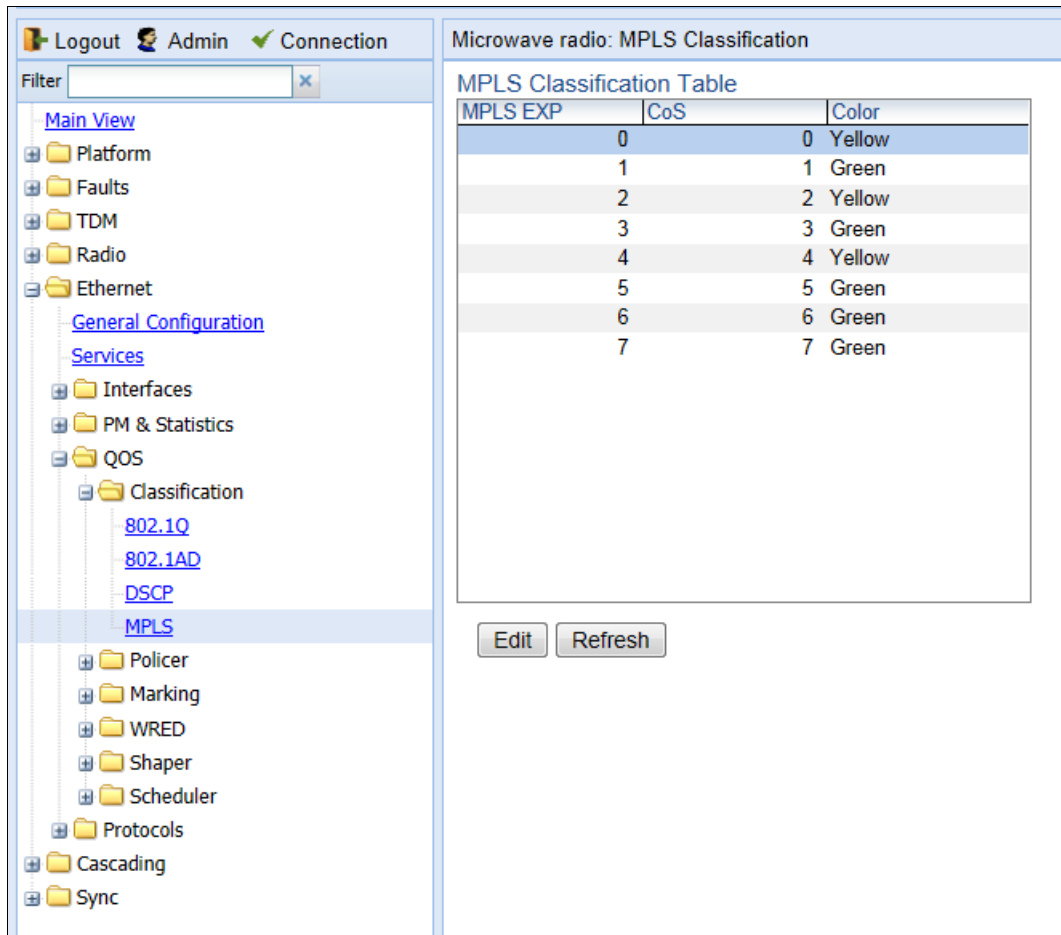 Logout Admin Connection
Filter
Main View
Platform
Faults
TDM
Radio
Ethernet
General Configuration
Services
Interfaces
PM & Statistics
QOS
Classification
802.1Q
802.1AD
DSCP
MPLS
Policer
Marking
WRED
Shaper
Scheduler
Protocols
Cascading
Sync
Microwave radio: MPLS Classification
MPLS Classification Table
MPLS EXP CoS Color
0 0 Yellow
1 1 Green
2 2 Yellow
3 3 Green
4 4 Yellow
5 5 Green
6 6 Green
7 7 Green
Edit Refresh